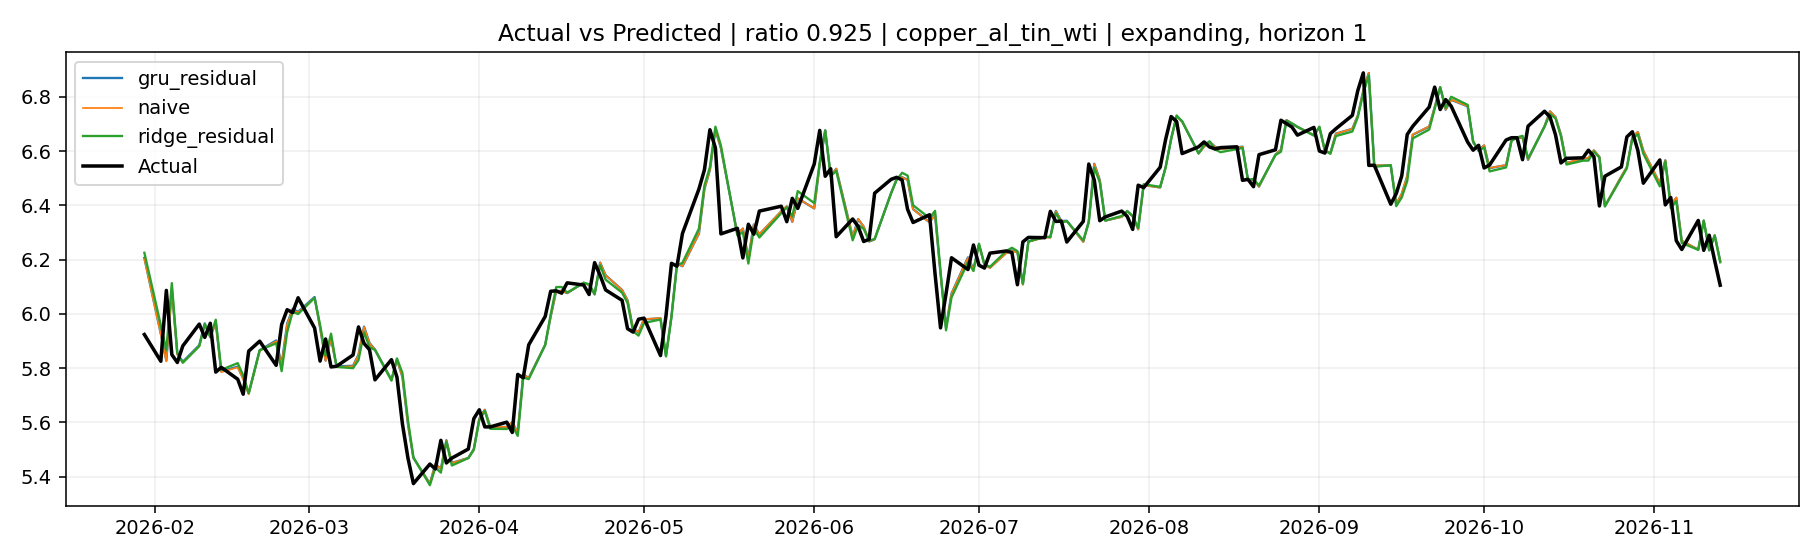 Actual vs Predicted | ratio 0.925 | copper_al_tin_wti | expanding, horizon 1
gru_residual
naive
ridge_residual
Actual
6.8
6.6
6.4
6.2
6.0
5.8
5.6
5.4
2026-02 2026-03 2026-04 2026-05 2026-06 2026-07 2026-08 2026-09 2026-10 2026-11